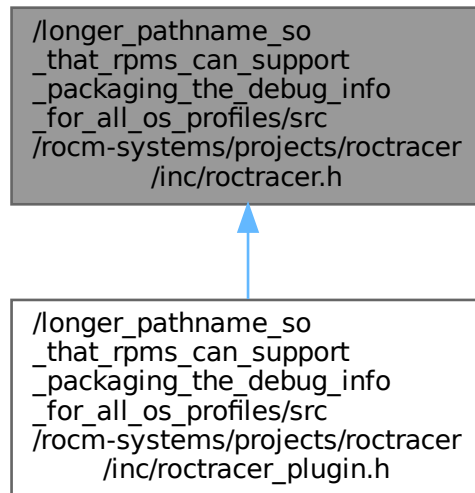 /longer_pathname_so
_that_rpms_can_support
_packaging_the_debug_info
_for_all_os_profiles/src
/rocm-systems/projects/roctracer
/inc/roctracer.h
/longer_pathname_so
_that_rpms_can_support
_packaging_the_debug_info
_for_all_os_profiles/src
/rocm-systems/projects/roctracer
/inc/roctracer_plugin.h